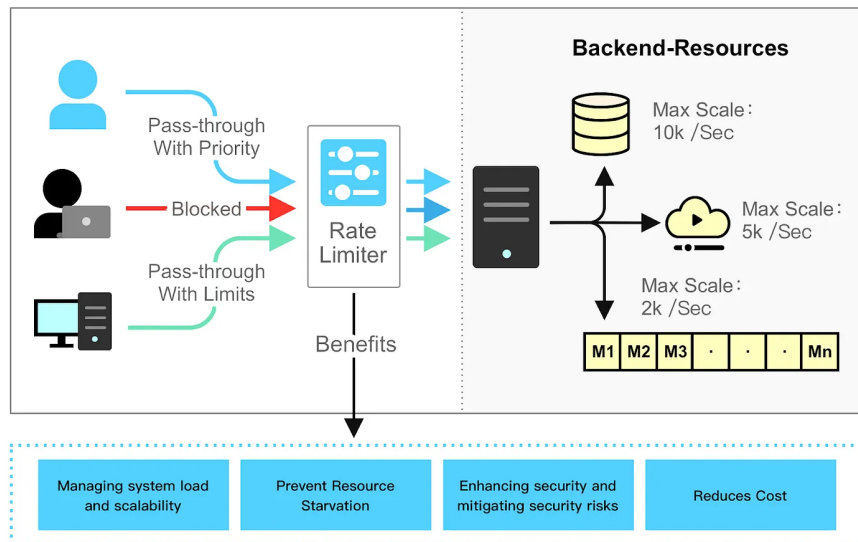 Backend-Resources
Pass-through
With Priority
Blocked
Pass-through
With Limits
Rate
Limiter
Benefits
Max Scale:
10k /Sec
Max Scale:
5k /Sec
Max Scale:
2k /Sec
M1 M2 M3 · · · Mn
Managing system load
and scalability
Prevent Resource
Starvation
Enhancing security and
mitigating security risks
Reduces Cost